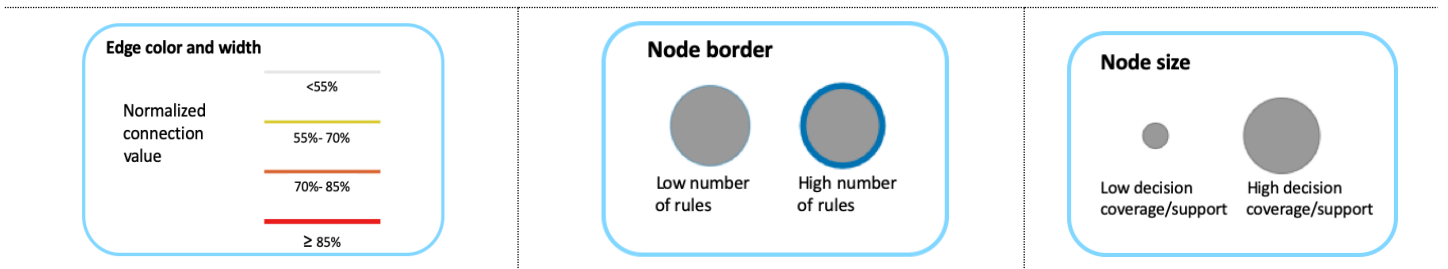 Edge color and width
Normalized
connection
value
<55%
55%- 70%
70%- 85%
≥ 85%
Node border
Low number
of rules
High number
of rules
Node size
Low decision
coverage/support
High decision
coverage/support